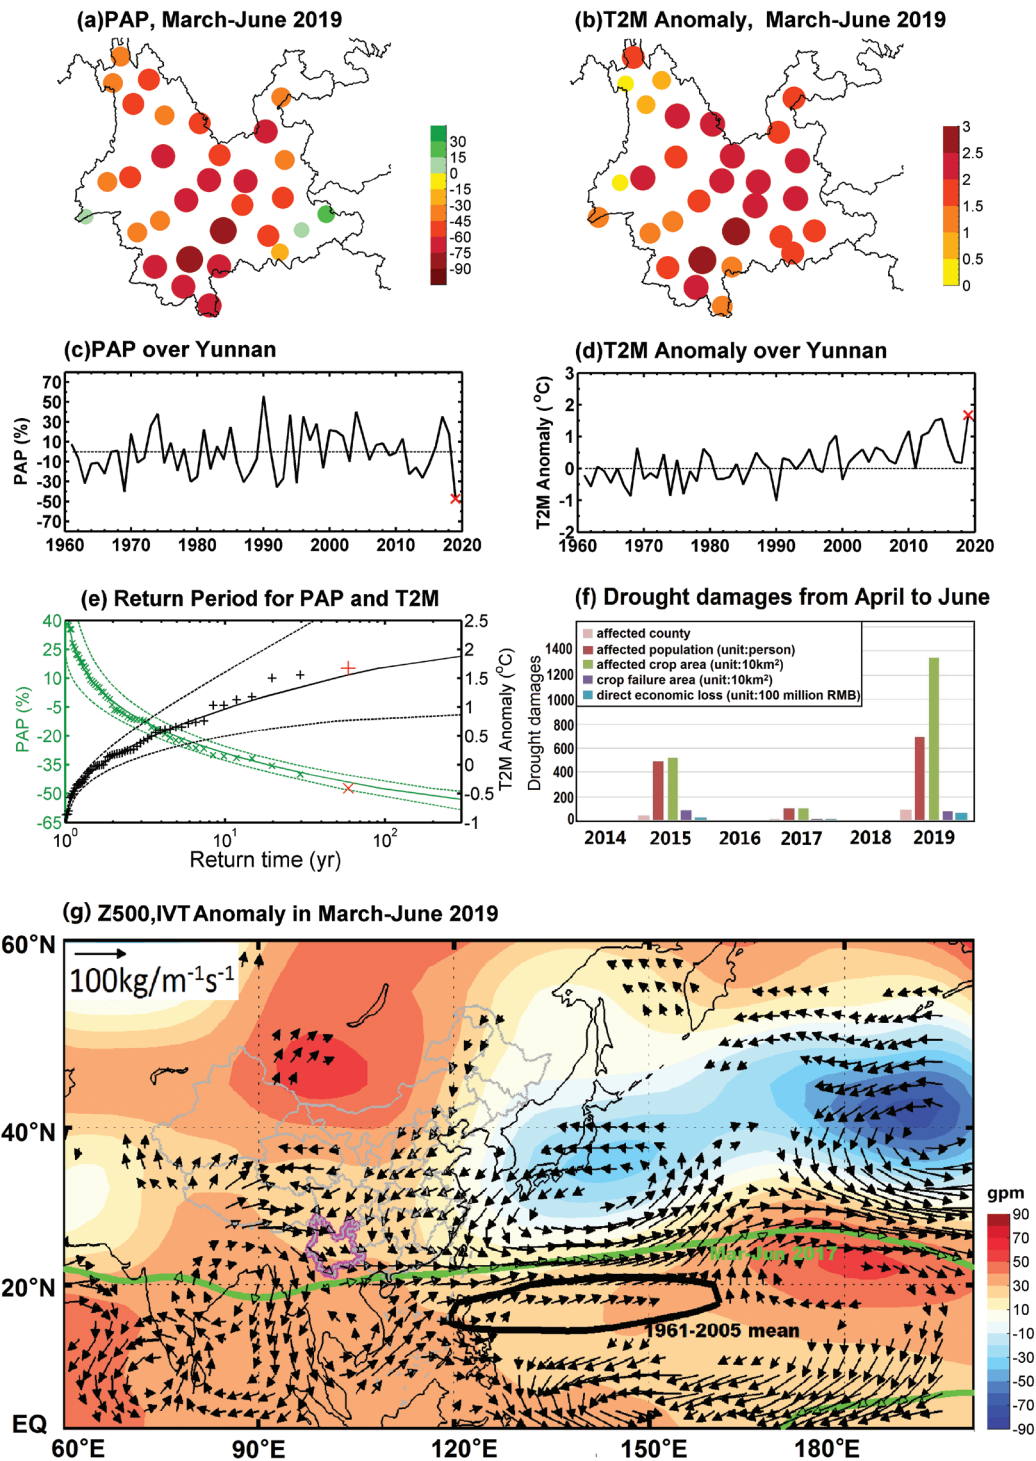 (a)PAP, March-June 2019
(b)T2M Anomaly, March-June 2019
30
15
0
-15
-30
-45
-60
-75
-90
3
2.5
2
1.5
1
0.5
0
(c)PAP over Yunnan
(d)T2M Anomaly over Yunnan
PAP (%)
70
50
30
10
-10
-30
-50
-70
1960 1970 1980 1990 2000 2010 2020
T2M Anomaly (°C)
3
2
1
0
-1
-2
1960 1970 1980 1990 2000 2010 2020
(e) Return Period for PAP and T2M
(f) Drought damages from April to June
PAP (%)
40
25
10
-5
-20
-35
-50
-65
T2M Anomaly (°C)
2.5
2
1.5
1
0.5
0
-0.5
-1
10⁰ 10¹ 10²
Return time (yr)
Drought damages
1400
1200
1000
800
600
400
200
0
affected county
affected population (unit:person)
affected crop area (unit:10km²)
crop failure area (unit:10km²)
direct economic loss (unit:100 million RMB)
2014 2015 2016 2017 2018 2019
(g) Z500,IVT Anomaly in March-June 2019
100kg/m⁻¹s⁻¹
60°N
40°N
20°N
EQ
60°E 90°E 120°E 150°E 180°E
Mar-Jun 2017
1961-2005 mean
gpm
90
70
50
30
10
-10
-30
-50
-70
-90